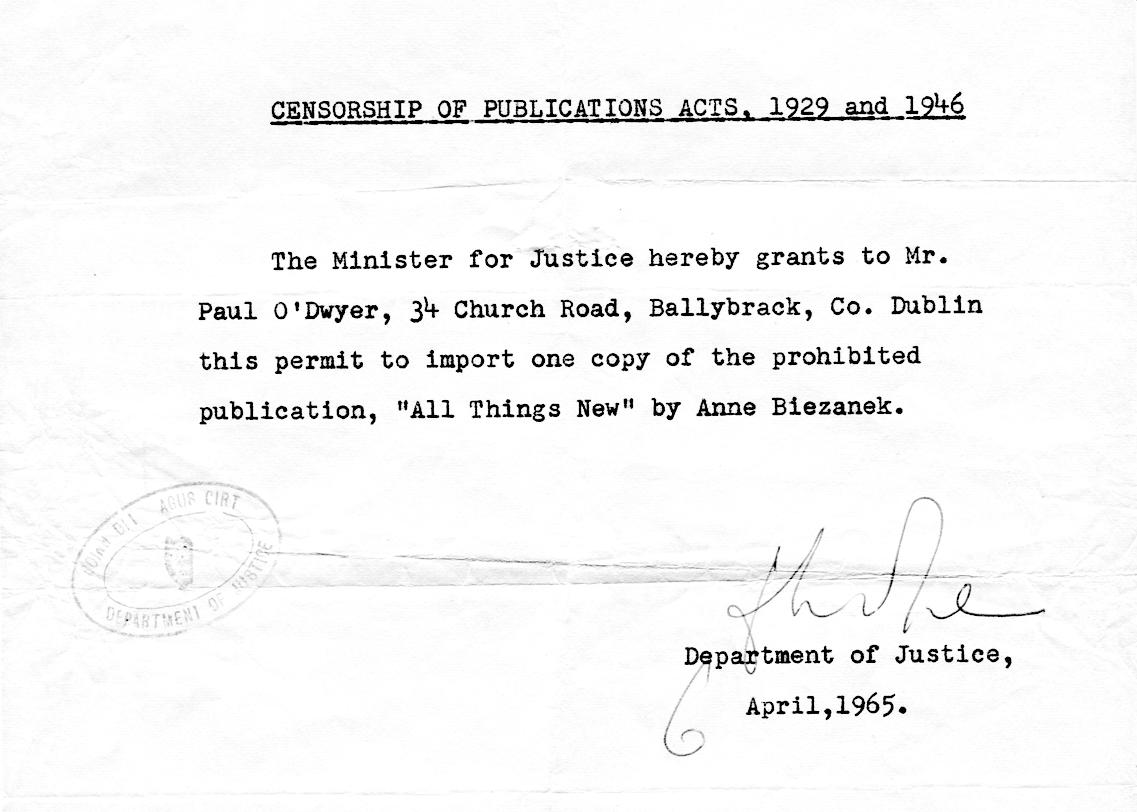 CENSORSHIP OF PUBLICATIONS ACTS, 1929 and 1946
The Minister for Justice hereby grants to Mr.
Paul O'Dwyer, 34 Church Road, Ballybrack, Co. Dublin
this permit to import one copy of the prohibited
publication, "All Things New" by Anne Biezanek.
AGUS CIRT
DEPARTMENT OF JUSTICE
Department of Justice,
April,1965.